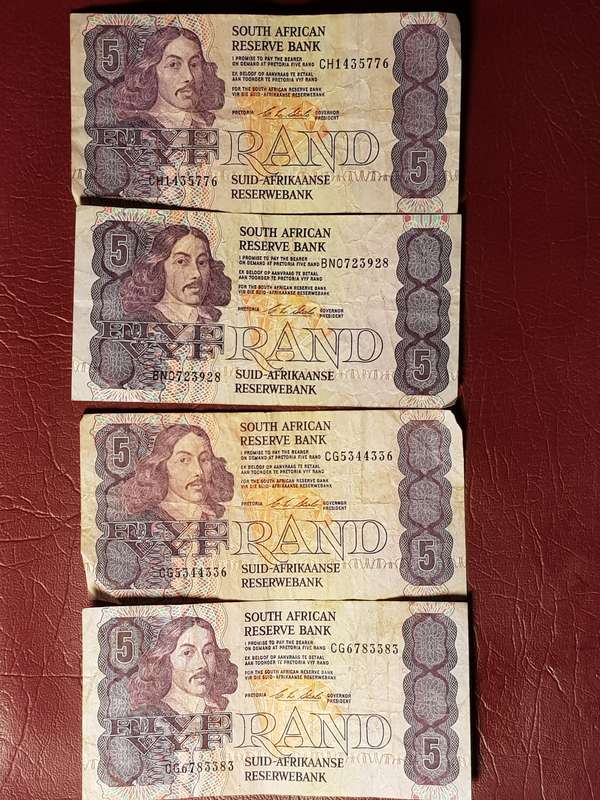 5
SOUTH AFRICAN
RESERVE BANK
I PROMISE TO PAY THE BEARER
ON DEMAND AT PRETORIA FIVE RAND CH1435776
EK BELOOF OP AANVRAAG TE BETAAL
AAN TOONDER TE PRETORIA VYF RAND
FOR THE SOUTH AFRICAN RESERVE BANK
VIR DIE SUID-AFRIKAANSE RESERWEBANK
PRETORIA GOVERNOR
PRESIDENT
FIVE
VYF RAND 5
CH1435776 SUID-AFRIKAANSE
RESERWEBANK
5
SOUTH AFRICAN
RESERVE BANK
I PROMISE TO PAY THE BEARER
ON DEMAND AT PRETORIA FIVE RAND BN0723928
EK BELOOF OP AANVRAAG TE BETAAL
AAN TOONDER TE PRETORIA VYF RAND
FOR THE SOUTH AFRICAN RESERVE BANK
VIR DIE SUID-AFRIKAANSE RESERWEBANK
PRETORIA GOVERNOR
PRESIDENT
FIVE
VYF RAND 5
BN0723928 SUID-AFRIKAANSE
RESERWEBANK
5
SOUTH AFRICAN
RESERVE BANK
I PROMISE TO PAY THE BEARER
ON DEMAND AT PRETORIA FIVE RAND CG5344336
EK BELOOF OP AANVRAAG TE BETAAL
AAN TOONDER TE PRETORIA VYF RAND
FOR THE SOUTH AFRICAN RESERVE BANK
VIR DIE SUID-AFRIKAANSE RESERWEBANK
PRETORIA GOVERNOR
PRESIDENT
FIVE
VYF RAND 5
CG5344336 SUID-AFRIKAANSE
RESERWEBANK
5
SOUTH AFRICAN
RESERVE BANK
I PROMISE TO PAY THE BEARER
ON DEMAND AT PRETORIA FIVE RAND CG6783383
EK BELOOF OP AANVRAAG TE BETAAL
AAN TOONDER TE PRETORIA VYF RAND
FOR THE SOUTH AFRICAN RESERVE BANK
VIR DIE SUID-AFRIKAANSE RESERWEBANK
PRETORIA GOVERNOR
PRESIDENT
FIVE
VYF RAND 5
CG6783383 SUID-AFRIKAANSE
RESERWEBANK